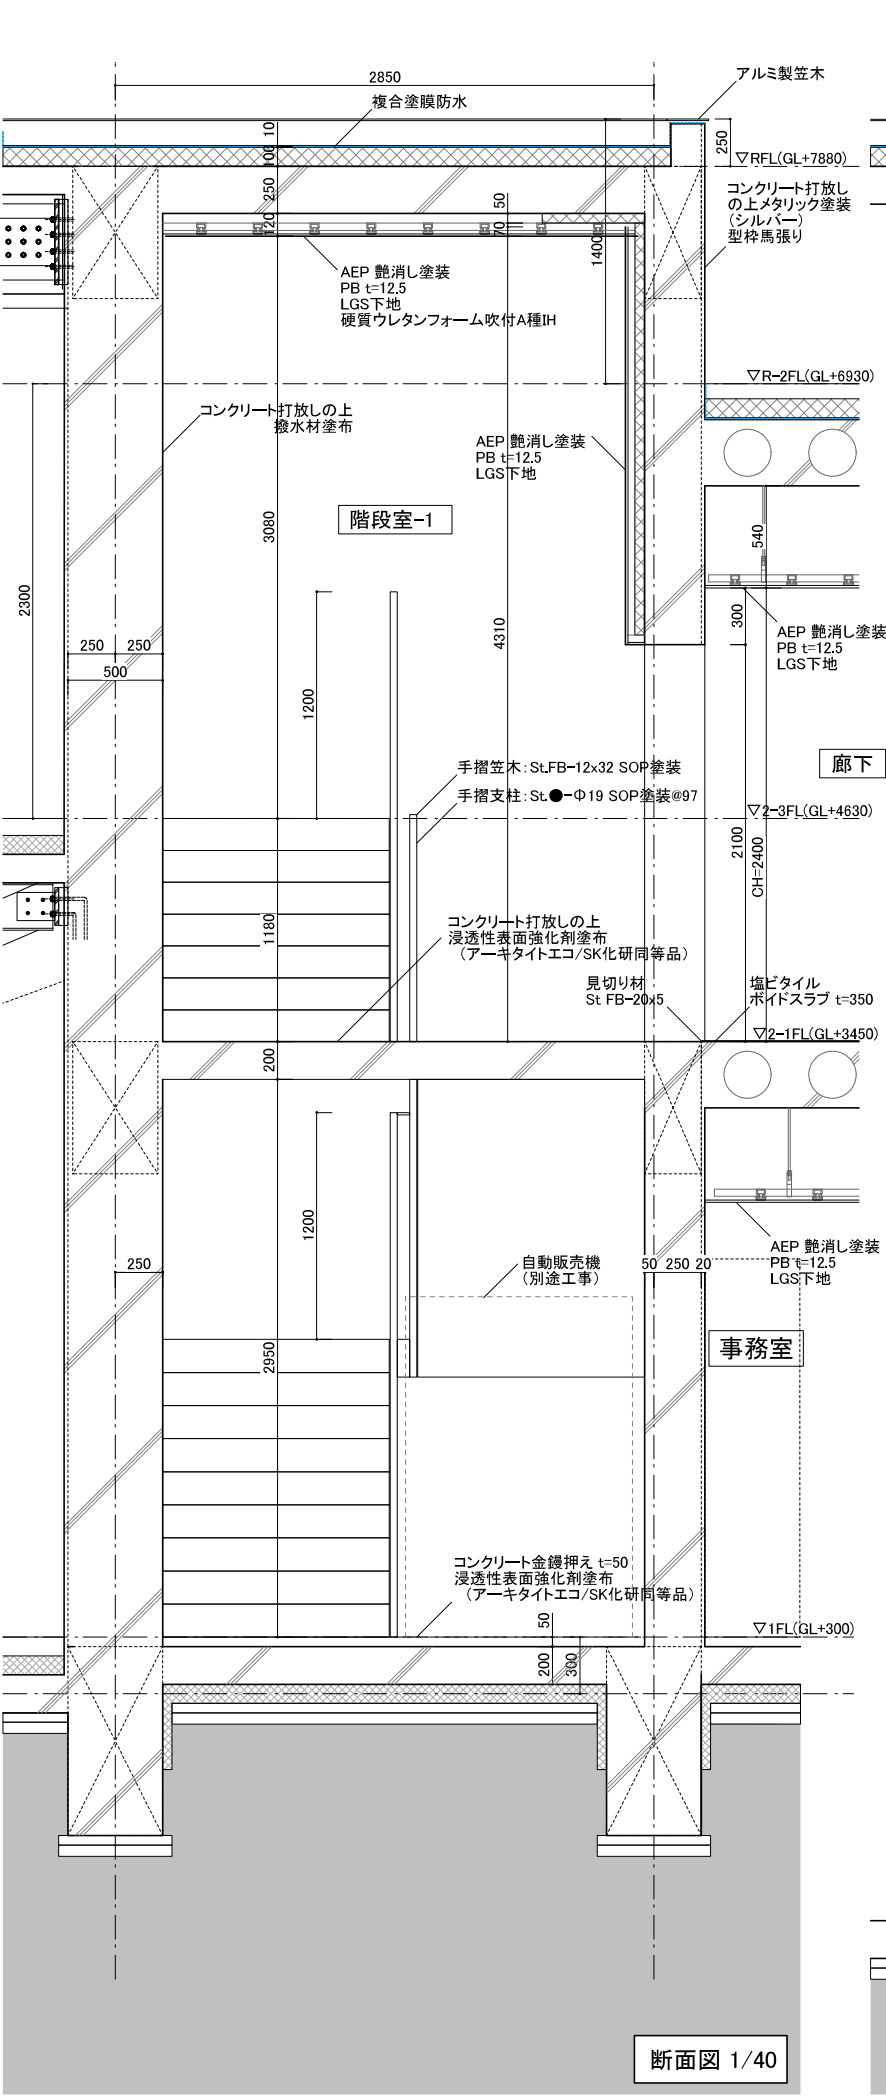 2850
アルミ製笠木
複合塗膜防水
10
100
250
120
50
70
1400
250
▽RFL(GL+7880)
コンクリート打放し
の上メタリック塗装
(シルバー)
型枠馬張り
AEP 艶消し塗装
PB t=12.5
LGS下地
硬質ウレタンフォーム吹付A種IH
▽R-2FL(GL+6930)
コンクリート打放しの上
撥水材塗布
AEP 艶消し塗装
PB t=12.5
LGS下地
階段室-1
3080
540
2300
4310
300
AEP 艶消し塗装
PB t=12.5
LGS下地
250
250
500
1200
廊下
手摺笠木:St.FB-12x32 SOP塗装
手摺支柱:St.●-Φ19 SOP塗装@97
▽2-3FL(GL+4630)
2100
CH=2400
1180
コンクリート打放しの上
浸透性表面強化剤塗布
(アーキタイトエコ/SK化研同等品)
見切り材
St FB-20x5
塩ビタイル
ボイドスラブ t=350
▽2-1FL(GL+3450)
200
1200
250
自動販売機
(別途工事)
50 250 20
AEP 艶消し塗装
PB t=12.5
LGS下地
事務室
2950
コンクリート金鏝押え t=50
浸透性表面強化剤塗布
(アーキタイトエコ/SK化研同等品)
50
▽1FL(GL+300)
200
300
断面図 1/40